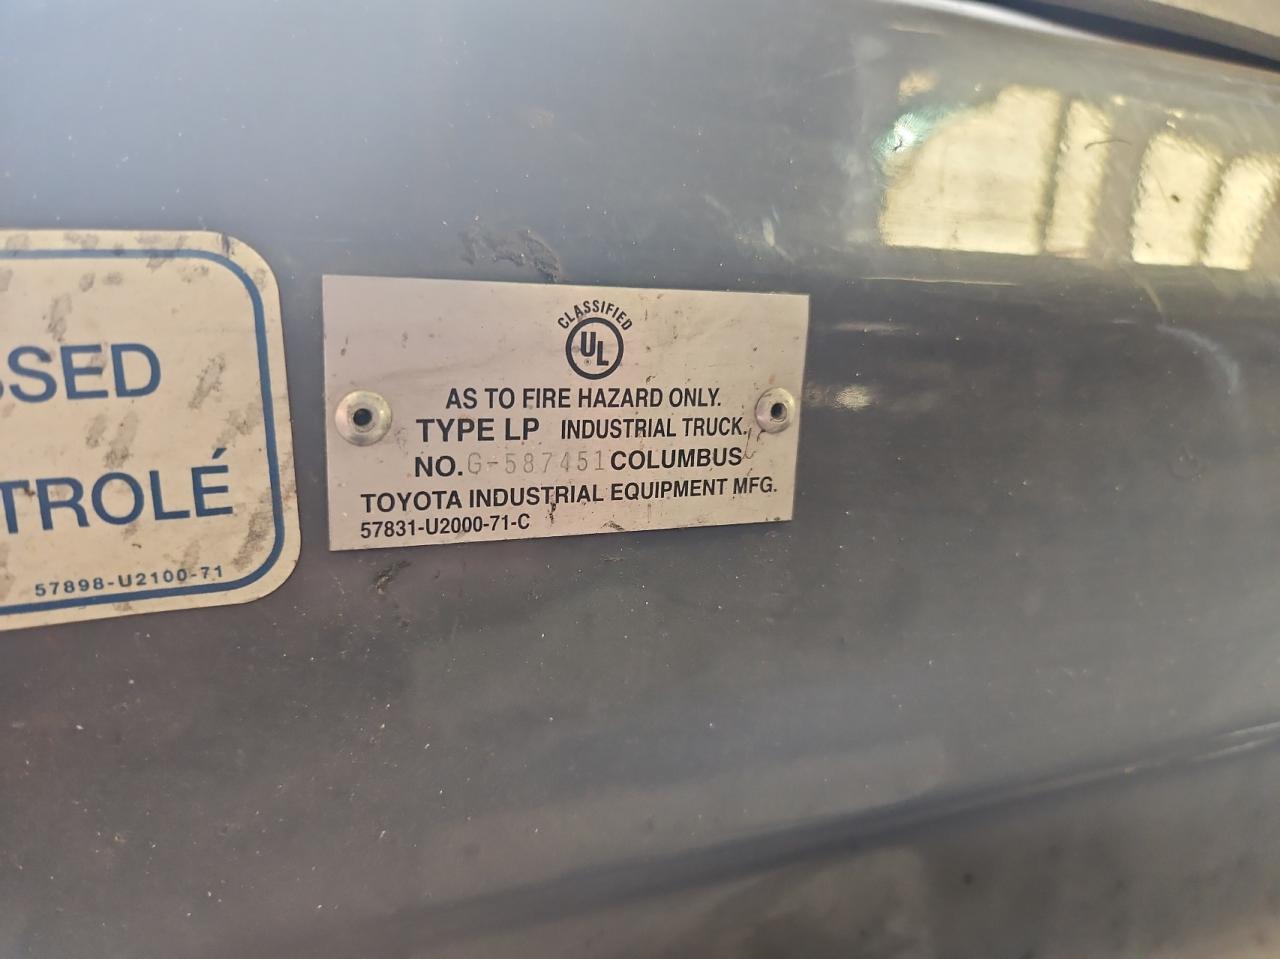 SSED
TROLÉ
57898-U2100-71
CLASSIFIED
UL
®
AS TO FIRE HAZARD ONLY.
TYPE LP INDUSTRIAL TRUCK.
NO. G-587451 COLUMBUS
TOYOTA INDUSTRIAL EQUIPMENT MFG.
57831-U2000-71-C